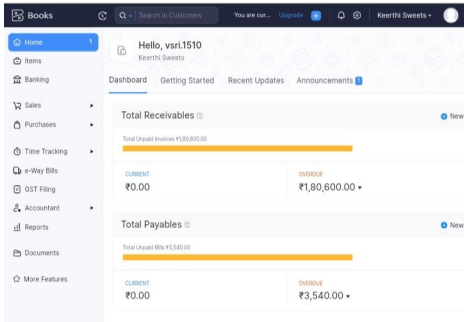 Books
Search in Customers
You are cur... Upgrade
Keerthi Sweets
Home 1
Items
Banking
Sales
Purchases
Time Tracking
e-Way Bills
GST Filing
Accountant
Reports
Documents
More Features
Hello, vsri.1510
Keerthi Sweets
Dashboard Getting Started Recent Updates Announcements 1
Total Receivables
New
Total Unpaid Invoices ₹1,80,600.00
CURRENT OVERDUE
₹0.00 ₹1,80,600.00
Total Payables
New
Total Unpaid Bills ₹3,540.00
CURRENT OVERDUE
₹0.00 ₹3,540.00